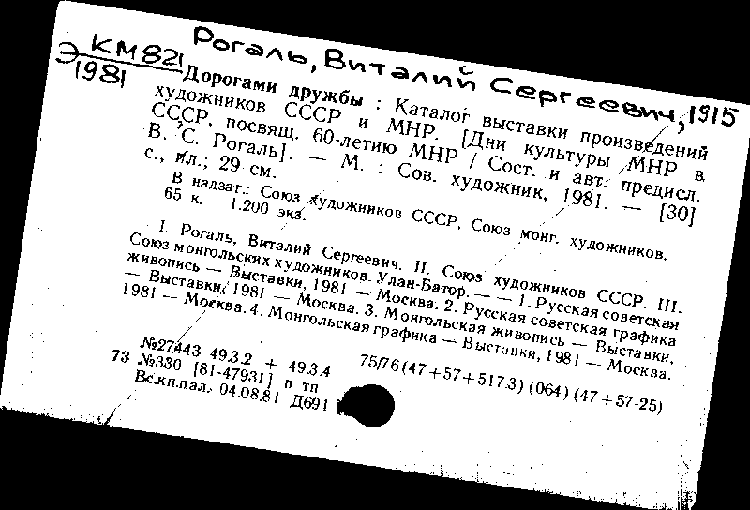 Рогаль, Виталий Сергеевич, 1915
Э КМ821
1981
Дорогами дружбы : Каталог выставки произведений
художников СССР и МНР. [Дни культуры МНР в
СССР, посвящ. 60-летию МНР / Сост. и авт. предисл.
В. С. Рогаль]. — М. : Сов. художник, 1981. — [30]
с., ил.; 29 см.
В надзаг.: Союз художников СССР, Союз монг. художников.
65 к. 1.200 экз.
I. Рогаль, Виталий Сергеевич. II. Союз художников СССР. III.
Союз монгольских художников. Улан-Батор. — — 1. Русская советская
живопись — Выставки, 1981 — Москва. 2. Русская советская графика
— Выставки, 1981 — Москва. 3. Монгольская живопись — Выставки,
1981 — Москва. 4. Монгольская графика — Выставки, 1981 — Москва.
№27443 49.3.2 + 49.3.4 75/76(47+57+517.3) (064) (47+57-25)
73 №330 [81-47931] п тп
Вс.кн.пал. 04.08.81 Д691